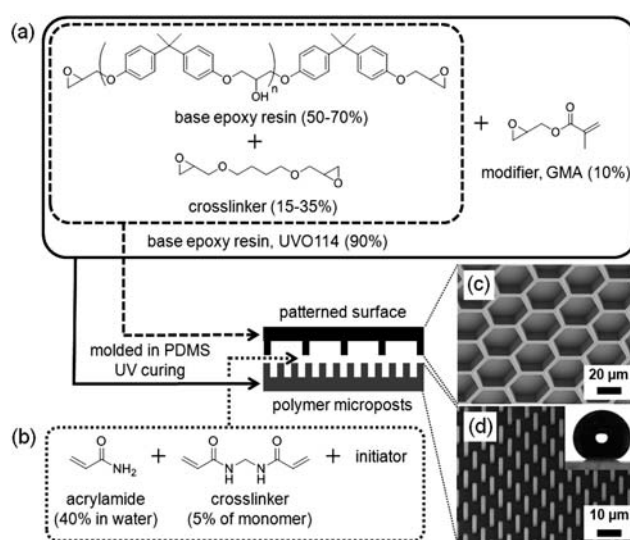 (a)
O
O
O
OH
n
O
O
O
base epoxy resin (50-70%)
+
O
O
O
O
crosslinker (15-35%)
base epoxy resin, UVO114 (90%)
+
O
O
O
modifier, GMA (10%)
patterned surface
molded in PDMS
UV curing
polymer microposts
(b)
O
NH2
acrylamide
(40% in water)
+
O
N
H
N
H
O
crosslinker
(5% of monomer)
+
initiator
(c)
20 µm
(d)
10 µm